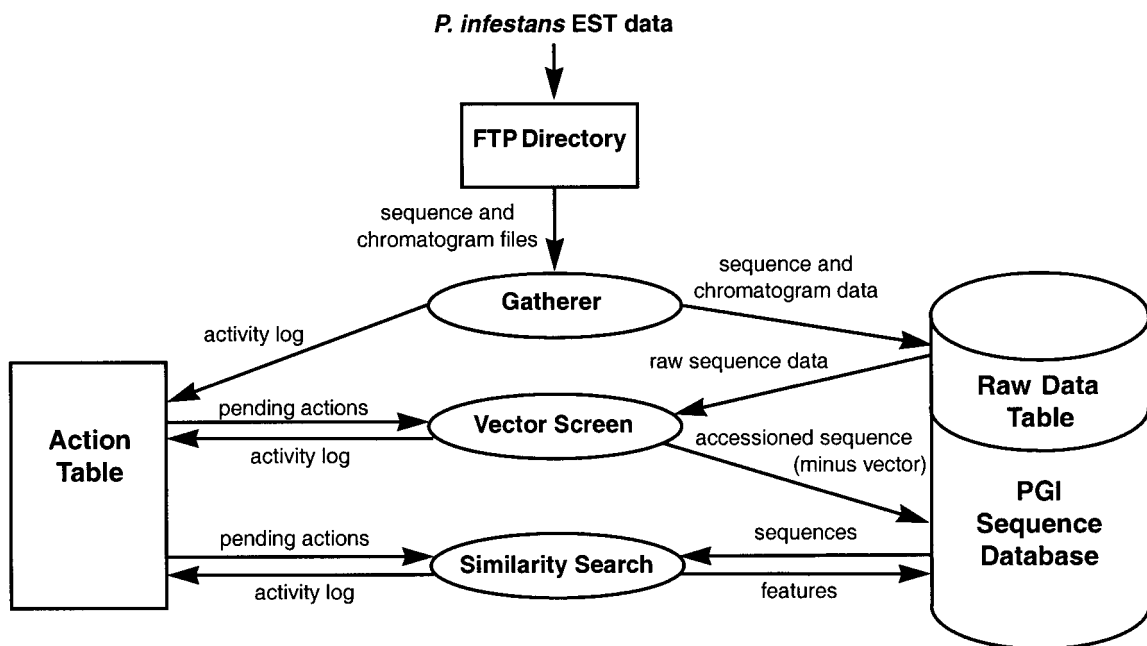 P. infestans EST data
FTP Directory
sequence and
chromatogram files
Gatherer
sequence and
chromatogram data
activity log
raw sequence data
Raw Data
Table
pending actions
Vector Screen
activity log
accessioned sequence
(minus vector)
Action
Table
PGI
Sequence
Database
pending actions
Similarity Search
activity log
sequences
features